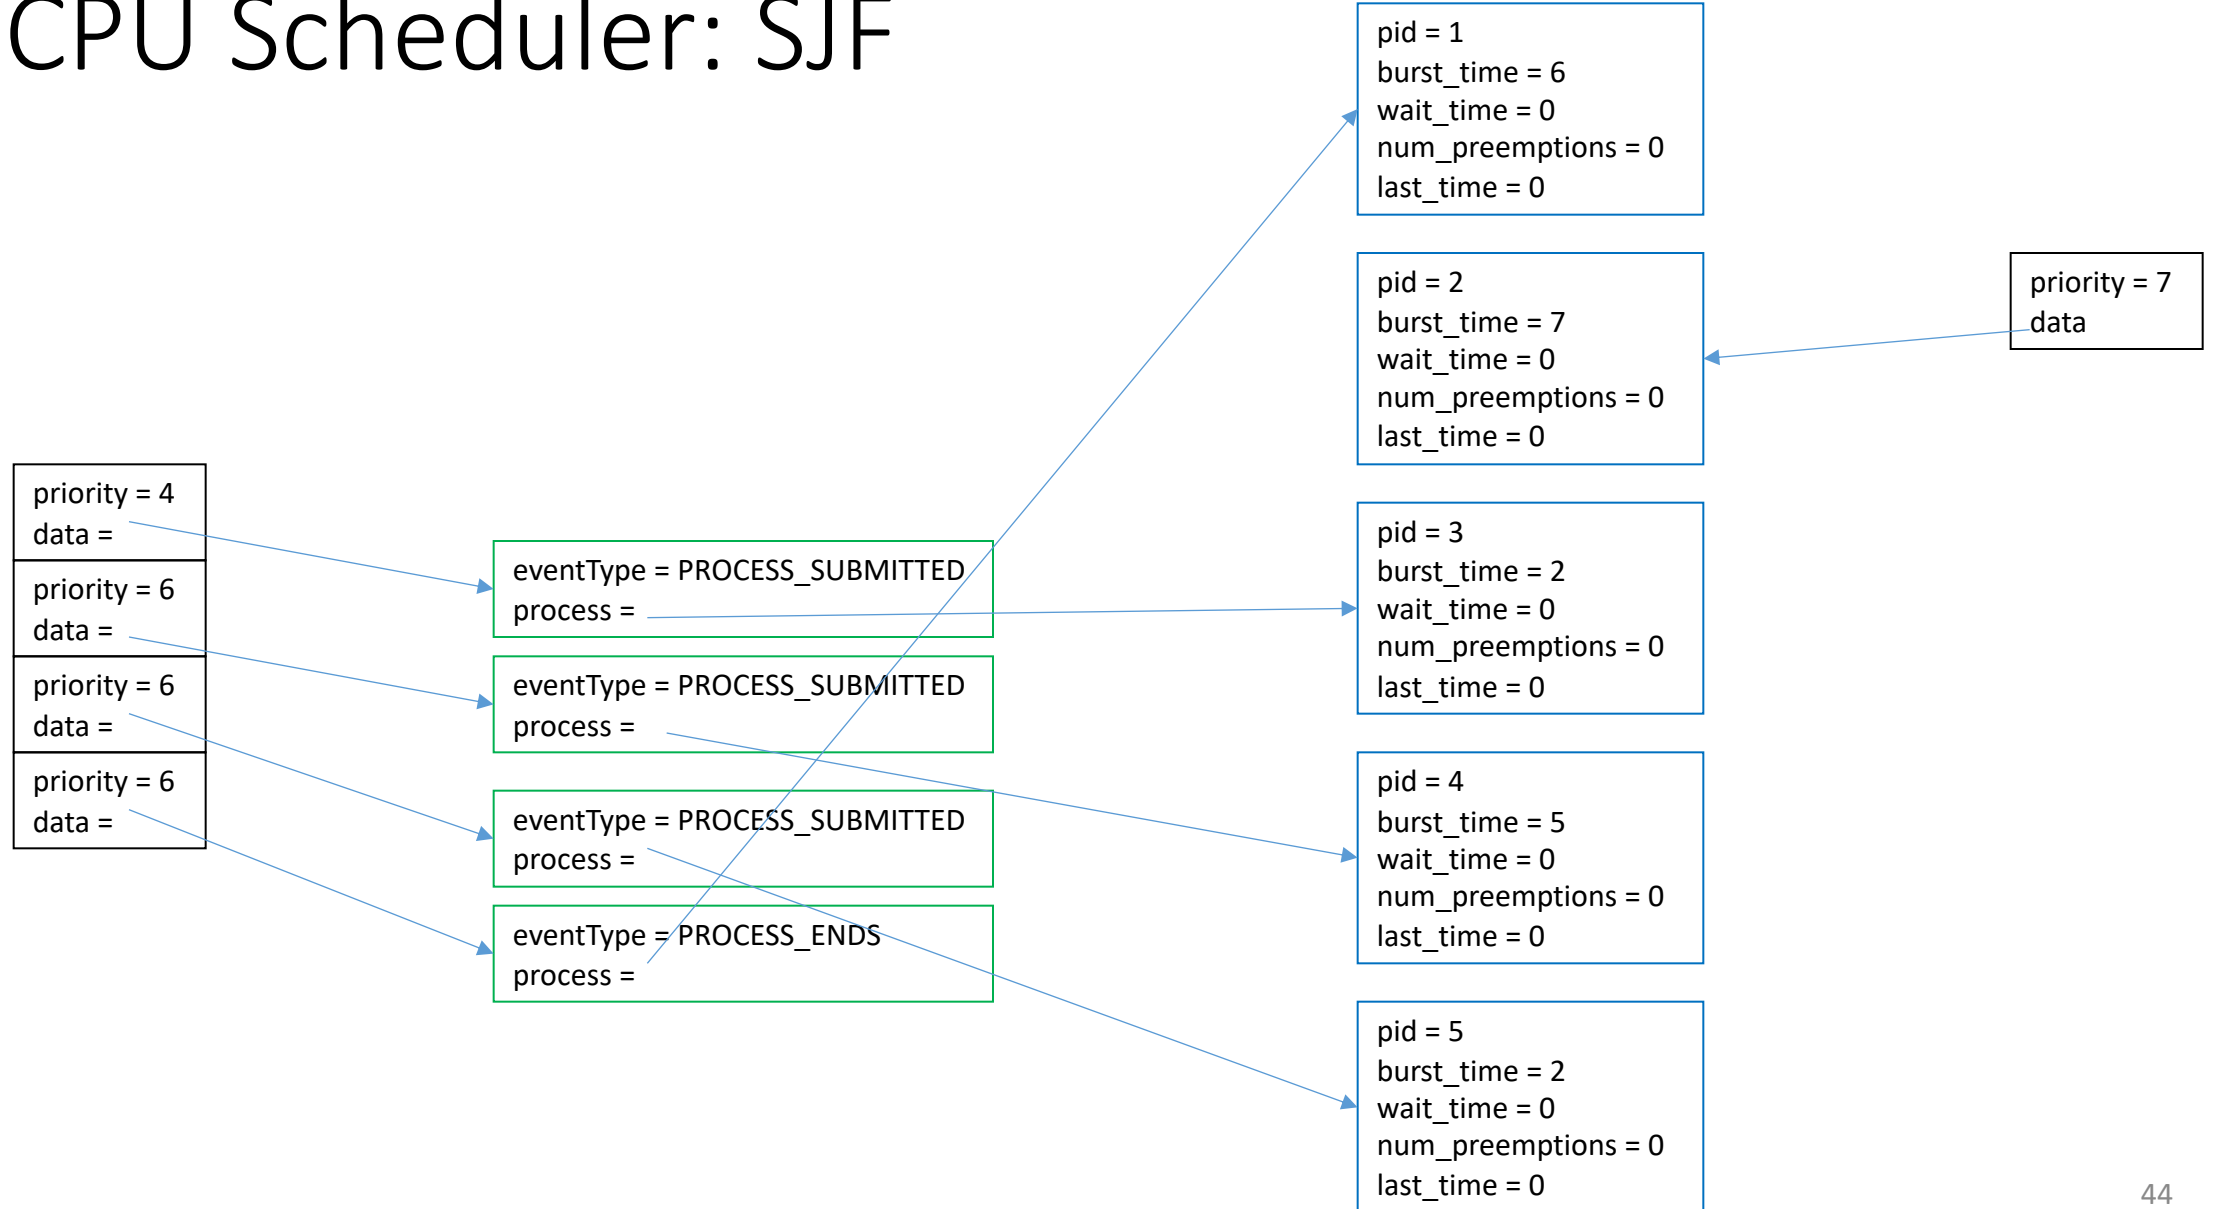 CPU Scheduler: SJF
pid = 1
burst_time = 6
wait_time = 0
num_preemptions = 0
last_time = 0
pid = 2
burst_time = 7
wait_time = 0
num_preemptions = 0
last_time = 0
priority = 7
data
priority = 4
data =
priority = 6
data =
priority = 6
data =
priority = 6
data =
eventType = PROCESS_SUBMITTED
process =
eventType = PROCESS_SUBMITTED
process =
eventType = PROCESS_SUBMITTED
process =
eventType = PROCESS_ENDS
process =
pid = 3
burst_time = 2
wait_time = 0
num_preemptions = 0
last_time = 0
pid = 4
burst_time = 5
wait_time = 0
num_preemptions = 0
last_time = 0
pid = 5
burst_time = 2
wait_time = 0
num_preemptions = 0
last_time = 0
44